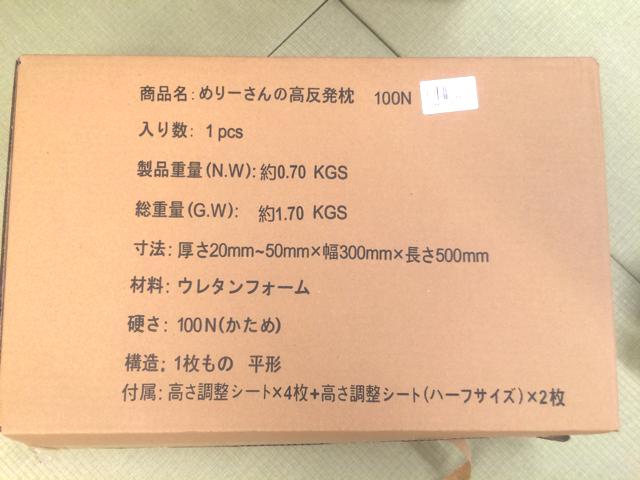 商品名：めりーさんの高反発枕 100N
入り数：1pcs
製品重量(N.W)：約0.70 KGS
総重量(G.W)： 約1.70 KGS
寸法：厚さ20mm~50mm×幅300mm×長さ500mm
材料：ウレタンフォーム
硬さ：100N(かため)
構造：1枚もの 平形
付属：高さ調整シート×4枚+高さ調整シート(ハーフサイズ)×2枚